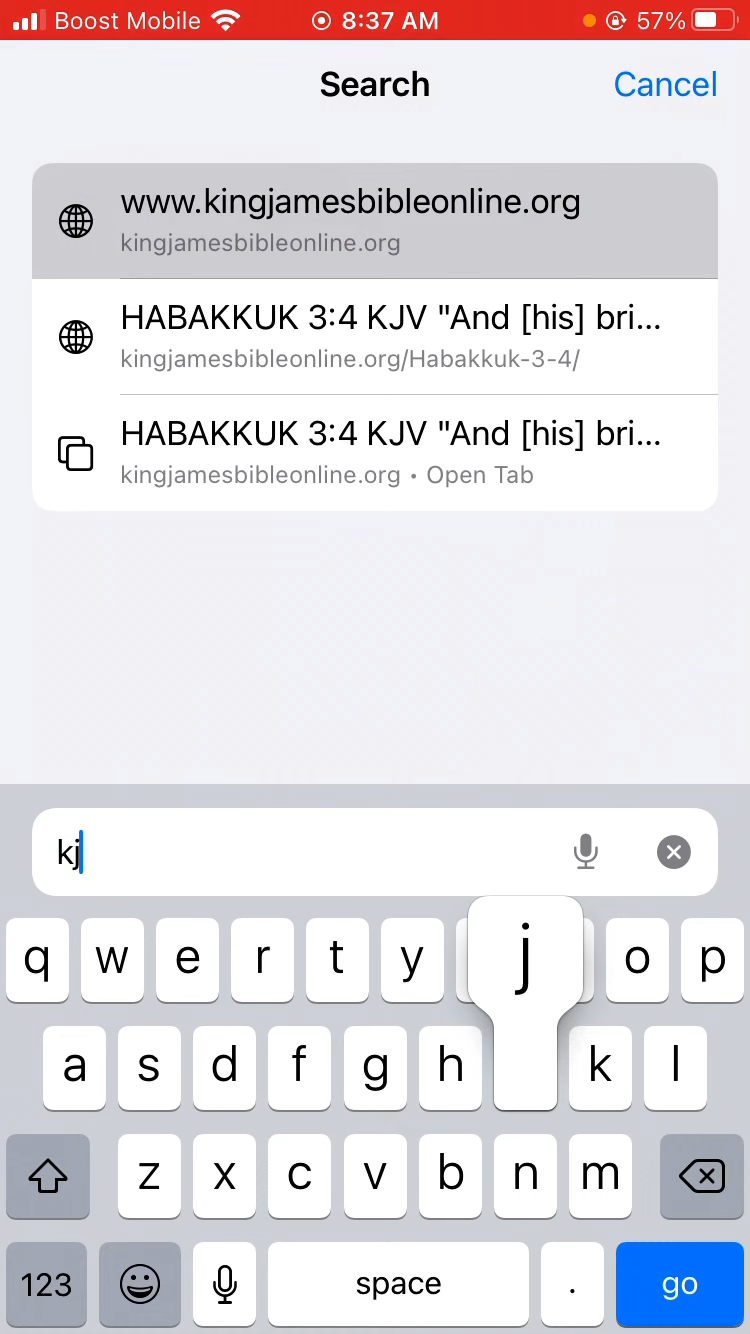 Boost Mobile 8:37 AM 57%
Search Cancel
www.kingjamesbibleonline.org
kingjamesbibleonline.org
HABAKKUK 3:4 KJV "And [his] bri...
kingjamesbibleonline.org/Habakkuk-3-4/
HABAKKUK 3:4 KJV "And [his] bri...
kingjamesbibleonline.org • Open Tab
kj
q w e r t y j o p
a s d f g h k l
z x c v b n m
123 space . go